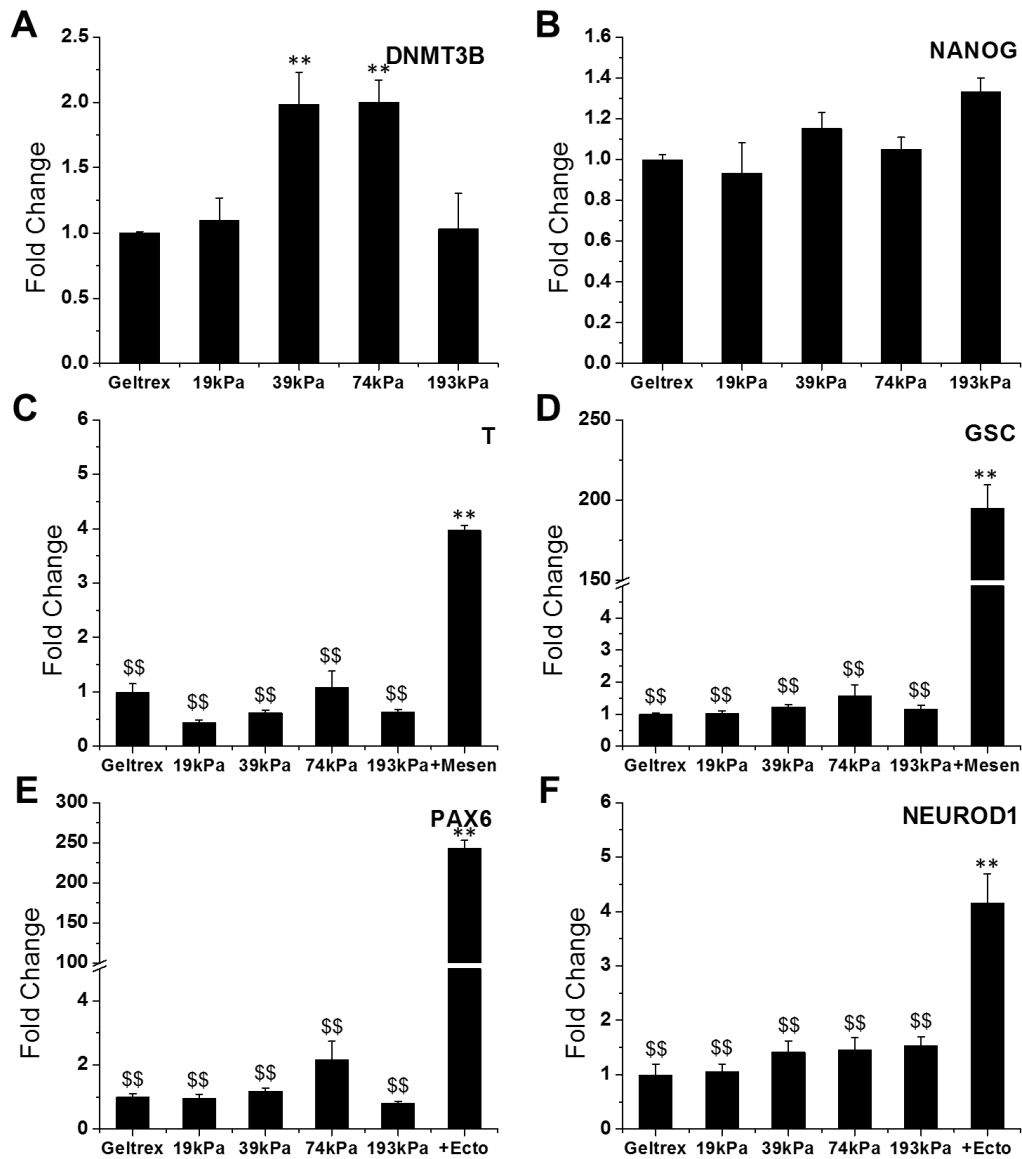 A
DNMT3B
Fold Change
2.5
2.0
1.5
1.0
0.5
0.0
** **
Geltrex 19kPa 39kPa 74kPa 193kPa
B
NANOG
Fold Change
1.6
1.4
1.2
1.0
0.8
0.6
0.4
0.2
0.0
Geltrex 19kPa 39kPa 74kPa 193kPa
C
T
Fold Change
6
5
4
3
2
1
0
$$ $$ $$ $$ $$ **
Geltrex 19kPa 39kPa 74kPa 193kPa +Mesen
D
GSC
Fold Change
250
200
150
5
4
3
2
1
0
$$ $$ $$ $$ $$ **
Geltrex 19kPa 39kPa 74kPa 193kPa +Mesen
E
PAX6
Fold Change
300
250
200
150
100
4
2
0
$$ $$ $$ $$ $$ **
Geltrex 19kPa 39kPa 74kPa 193kPa +Ecto
F
NEUROD1
Fold Change
6
5
4
3
2
1
0
$$ $$ $$ $$ $$ **
Geltrex 19kPa 39kPa 74kPa 193kPa +Ecto